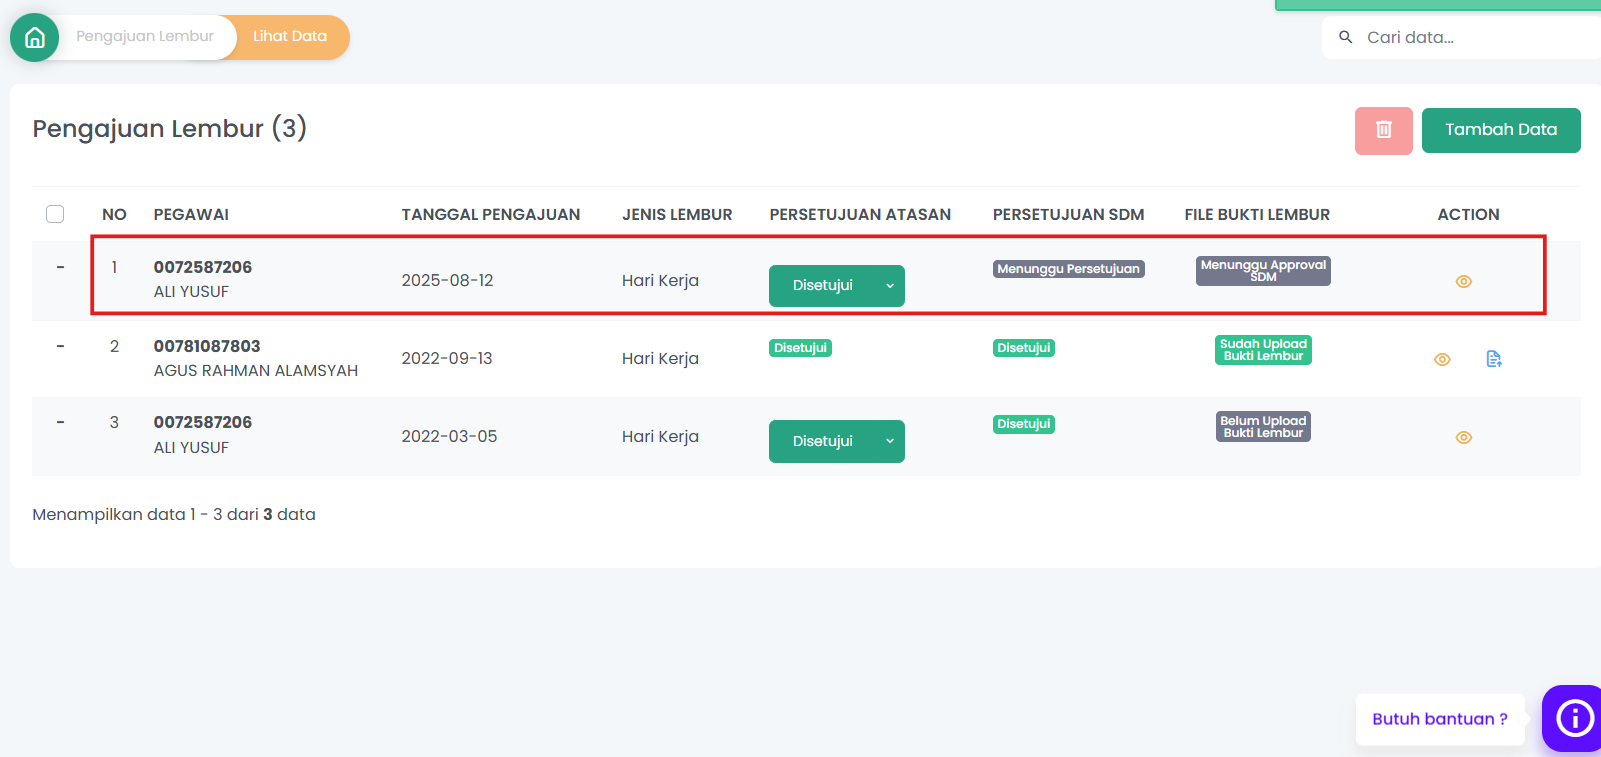 Pengajuan Lembur Lihat Data Cari data...
Pengajuan Lembur (3) Tambah Data
NO PEGAWAI TANGGAL PENGAJUAN JENIS LEMBUR PERSETUJUAN ATASAN PERSETUJUAN SDM FILE BUKTI LEMBUR ACTION
- 1 0072587206 2025-08-12 Hari Kerja Disetujui Menunggu Persetujuan Menunggu Approval
ALI YUSUF SDM
- 2 00781087803 2022-09-13 Hari Kerja Disetujui Disetujui Sudah Upload
AGUS RAHMAN ALAMSYAH Bukti Lembur
- 3 0072587206 2022-03-05 Hari Kerja Disetujui Disetujui Belum Upload
ALI YUSUF Bukti Lembur
Menampilkan data 1 - 3 dari 3 data
Butuh bantuan ?